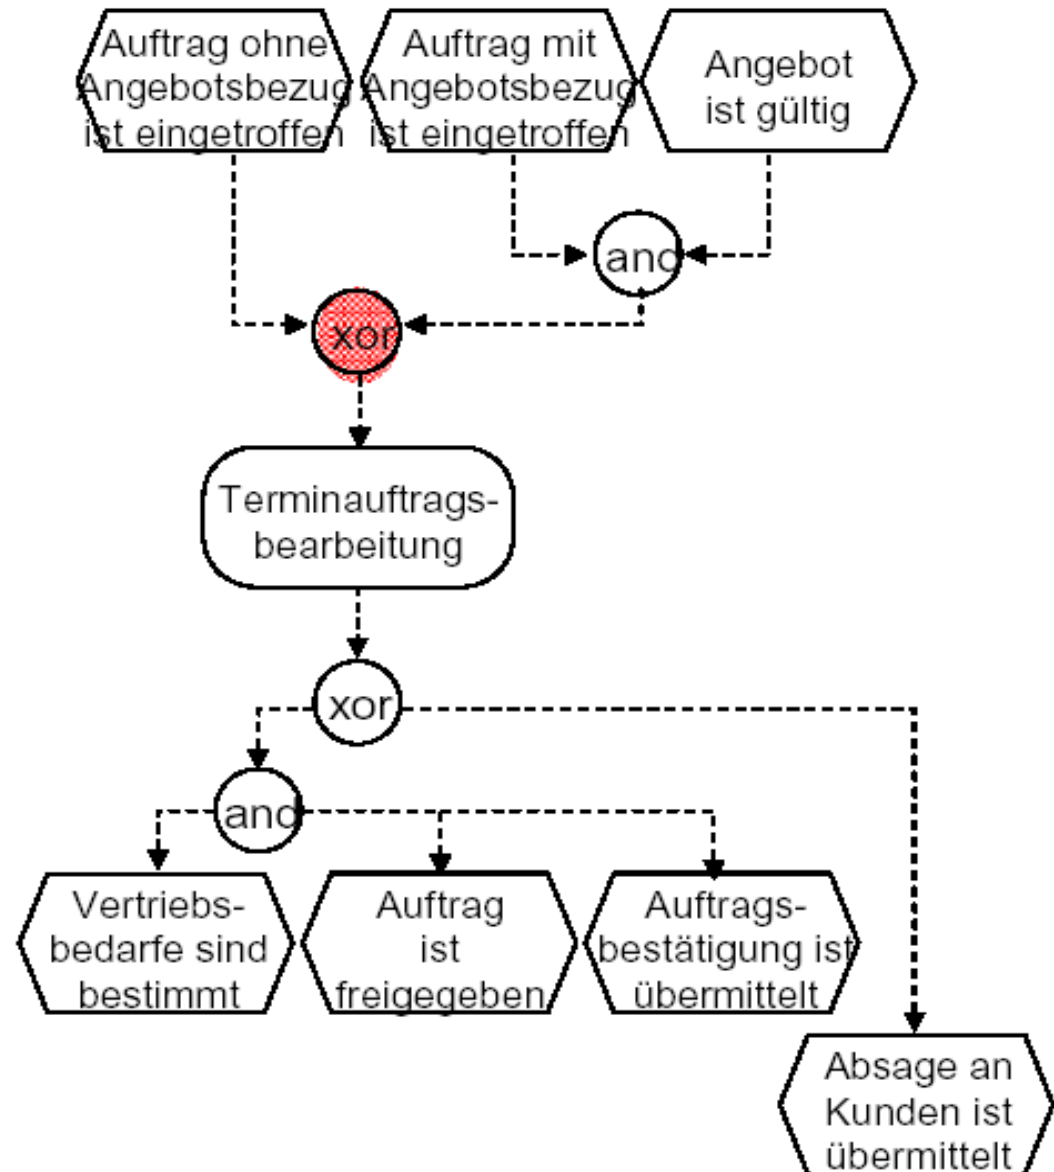 Auftrag ohne
Angebotsbezug
ist eingetroffen
Auftrag mit
Angebotsbezug
ist eingetroffen
Angebot
ist gültig
and
xor
Terminauftrags-
bearbeitung
xor
and
Vertriebs-
bedarfe sind
bestimmt
Auftrag
ist
freigegeben
Auftrags-
bestätigung ist
übermittelt
Absage an
Kunden ist
übermittelt